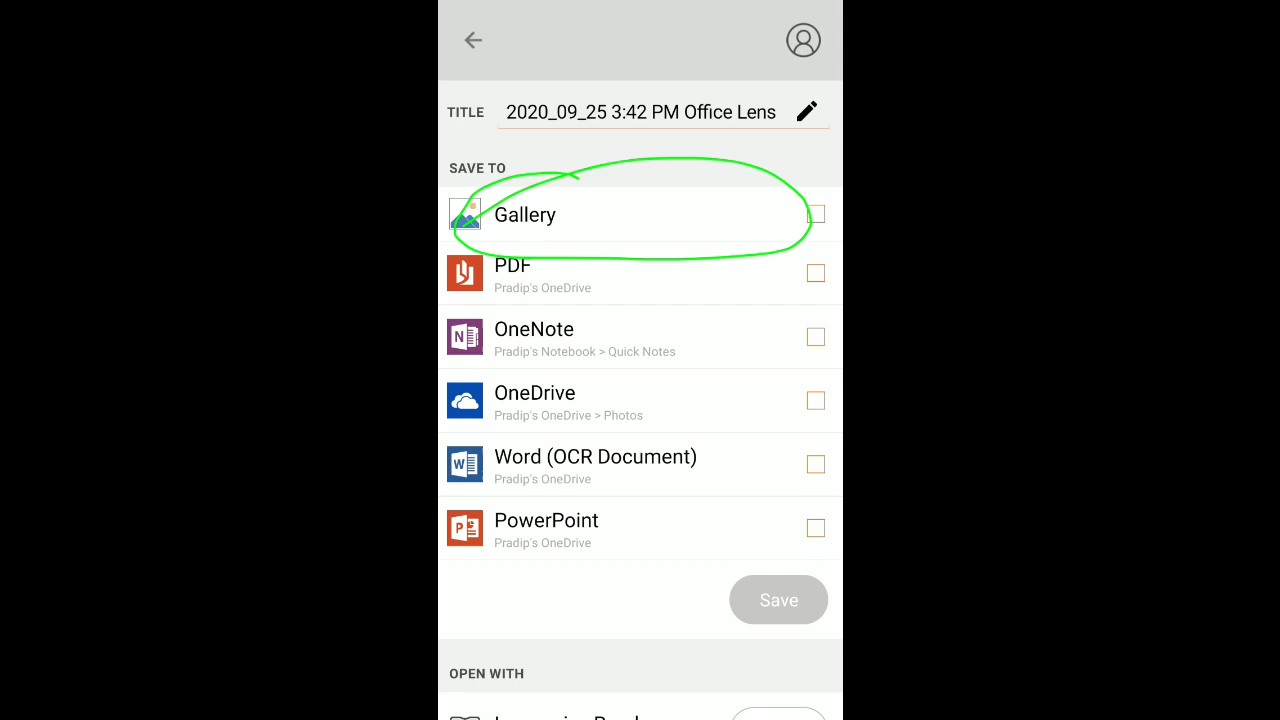 TITLE 2020_09_25 3:42 PM Office Lens
SAVE TO
Gallery
PDF
Pradip's OneDrive
OneNote
Pradip's Notebook > Quick Notes
OneDrive
Pradip's OneDrive > Photos
Word (OCR Document)
Pradip's OneDrive
PowerPoint
Pradip's OneDrive
Save
OPEN WITH